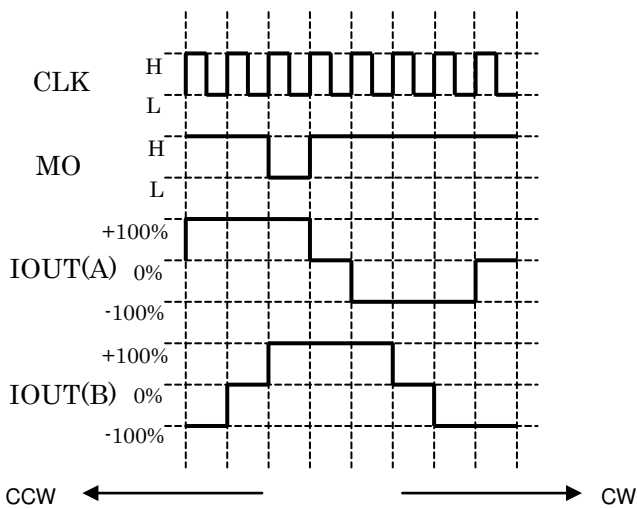 CLK
H
L
MO
H
L
IOUT(A)
+100%
0%
-100%
IOUT(B)
+100%
0%
-100%
CCW
CW